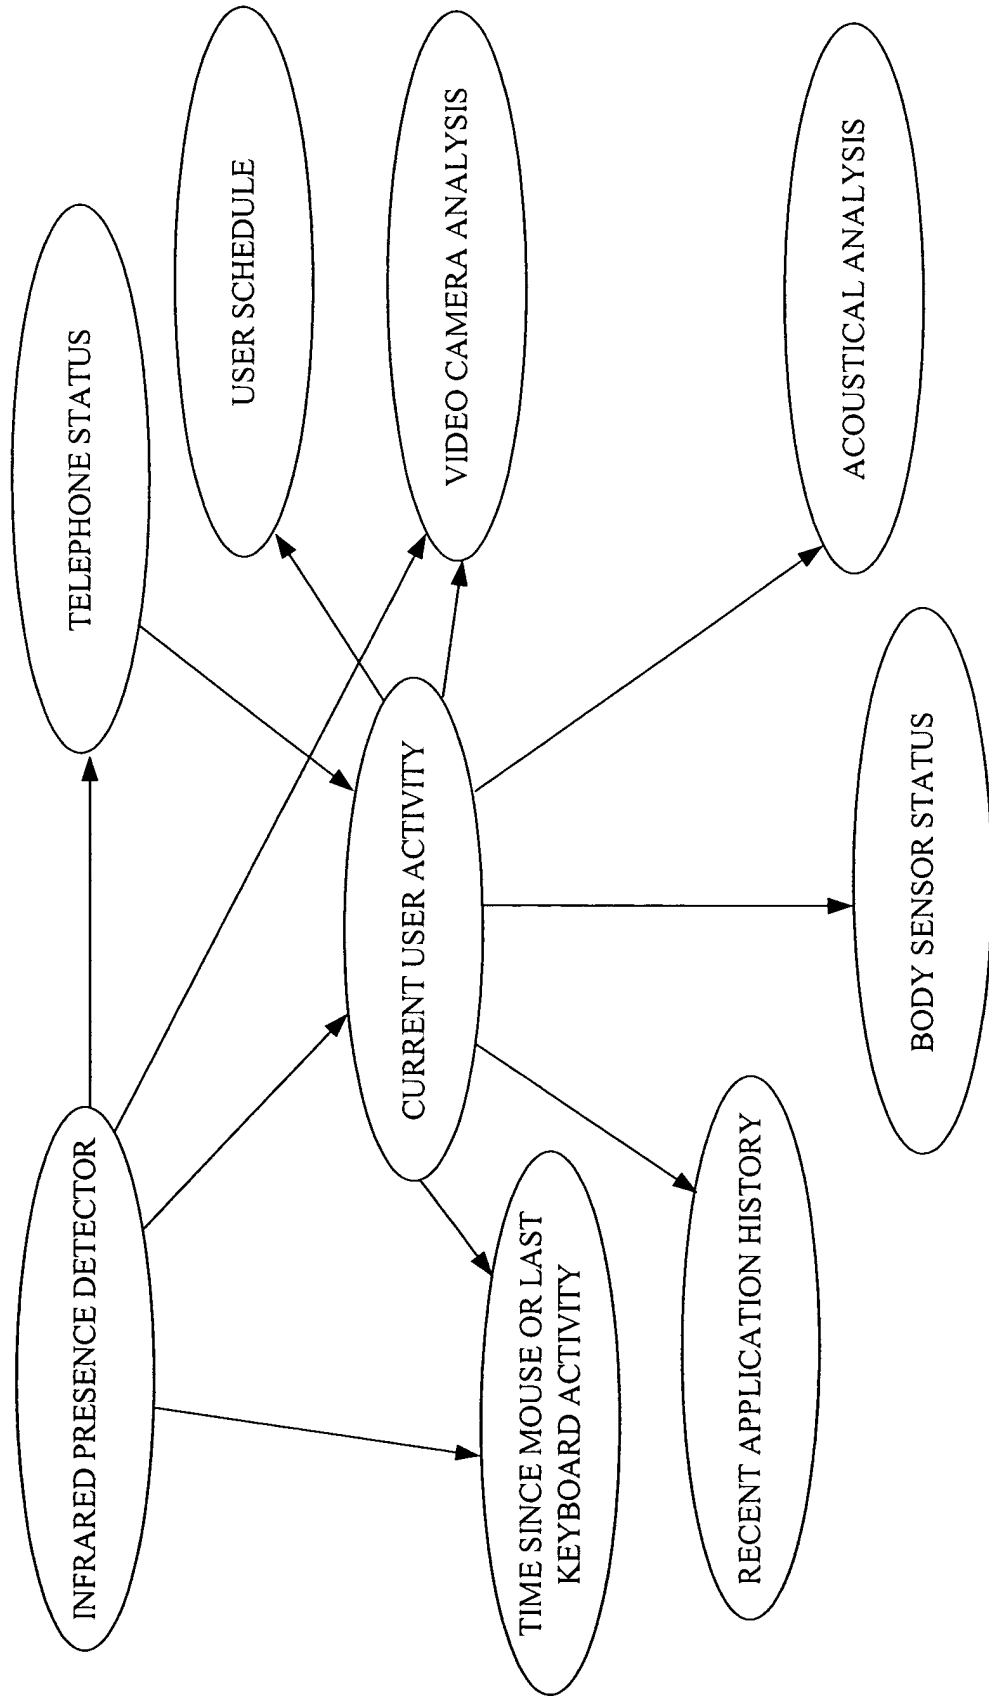 INFRARED PRESENCE DETECTOR
TELEPHONE STATUS
USER SCHEDULE
VIDEO CAMERA ANALYSIS
CURRENT USER ACTIVITY
TIME SINCE MOUSE OR LAST
KEYBOARD ACTIVITY
RECENT APPLICATION HISTORY
BODY SENSOR STATUS
ACOUSTICAL ANALYSIS